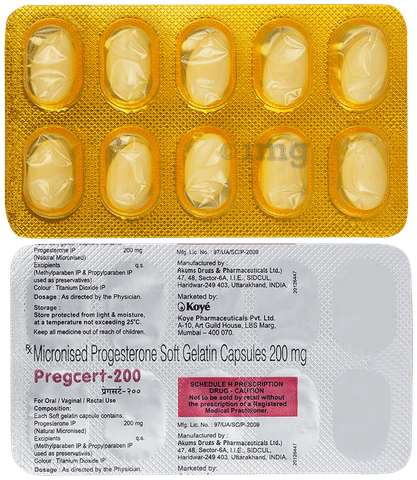 1mg
Progesterone IP 200 mg
(Natural Micronised)
Excipients q.s.
(Methylparaben IP & Propylparaben IP
used as preservatives)
Colour : Titanium Dioxide IP
Dosage : As directed by the Physician.
Storage :
Store protected from light & moisture,
at a temperature not exceeding 25°C.
Keep all medicine out of reach of children.
Mfg. Lic. No. : 97/UA/SC/P-2009
Manufactured by :
Akums Drugs & Pharmaceuticals Ltd.)
47, 48, Sector-6A, I.I.E., SIDCUL,
Haridwar-249 403, Uttarakhand, INDIA.
Marketed by:
Koyé
Koye Pharmaceuticals Pvt. Ltd.
A-10, Art Guild House, LBS Marg,
Mumbai – 400 070.
20126447
Rx Micronised Progesterone Soft Gelatin Capsules 200 mg
Pregcert-200
प्रगसर्ट-२००
For Oral / Vaginal / Rectal Use
Composition:
Each Soft gelatin capsule contains:
Progesterone IP 200 mg
(Natural Micronised)
Excipients q.s.
(Methylparaben IP & Propylparaben IP
used as preservatives)
Colour : Titanium Dioxide IP
Dosage : As directed by the Physician.
SCHEDULE H PRESCRIPTION
DRUG - CAUTION
Not to be sold by retail without
the prescription of a Registered
Medical Practitioner.
Mfg. Lic. No. : 97/UA/SC/P-2009
Manufactured by :
Akums Drugs & Pharmaceuticals Ltd.)
47, 48, Sector-6A, I.I.E., SIDCUL,
Haridwar-249 403, Uttarakhand, INDIA.
Marketed by:
20126447